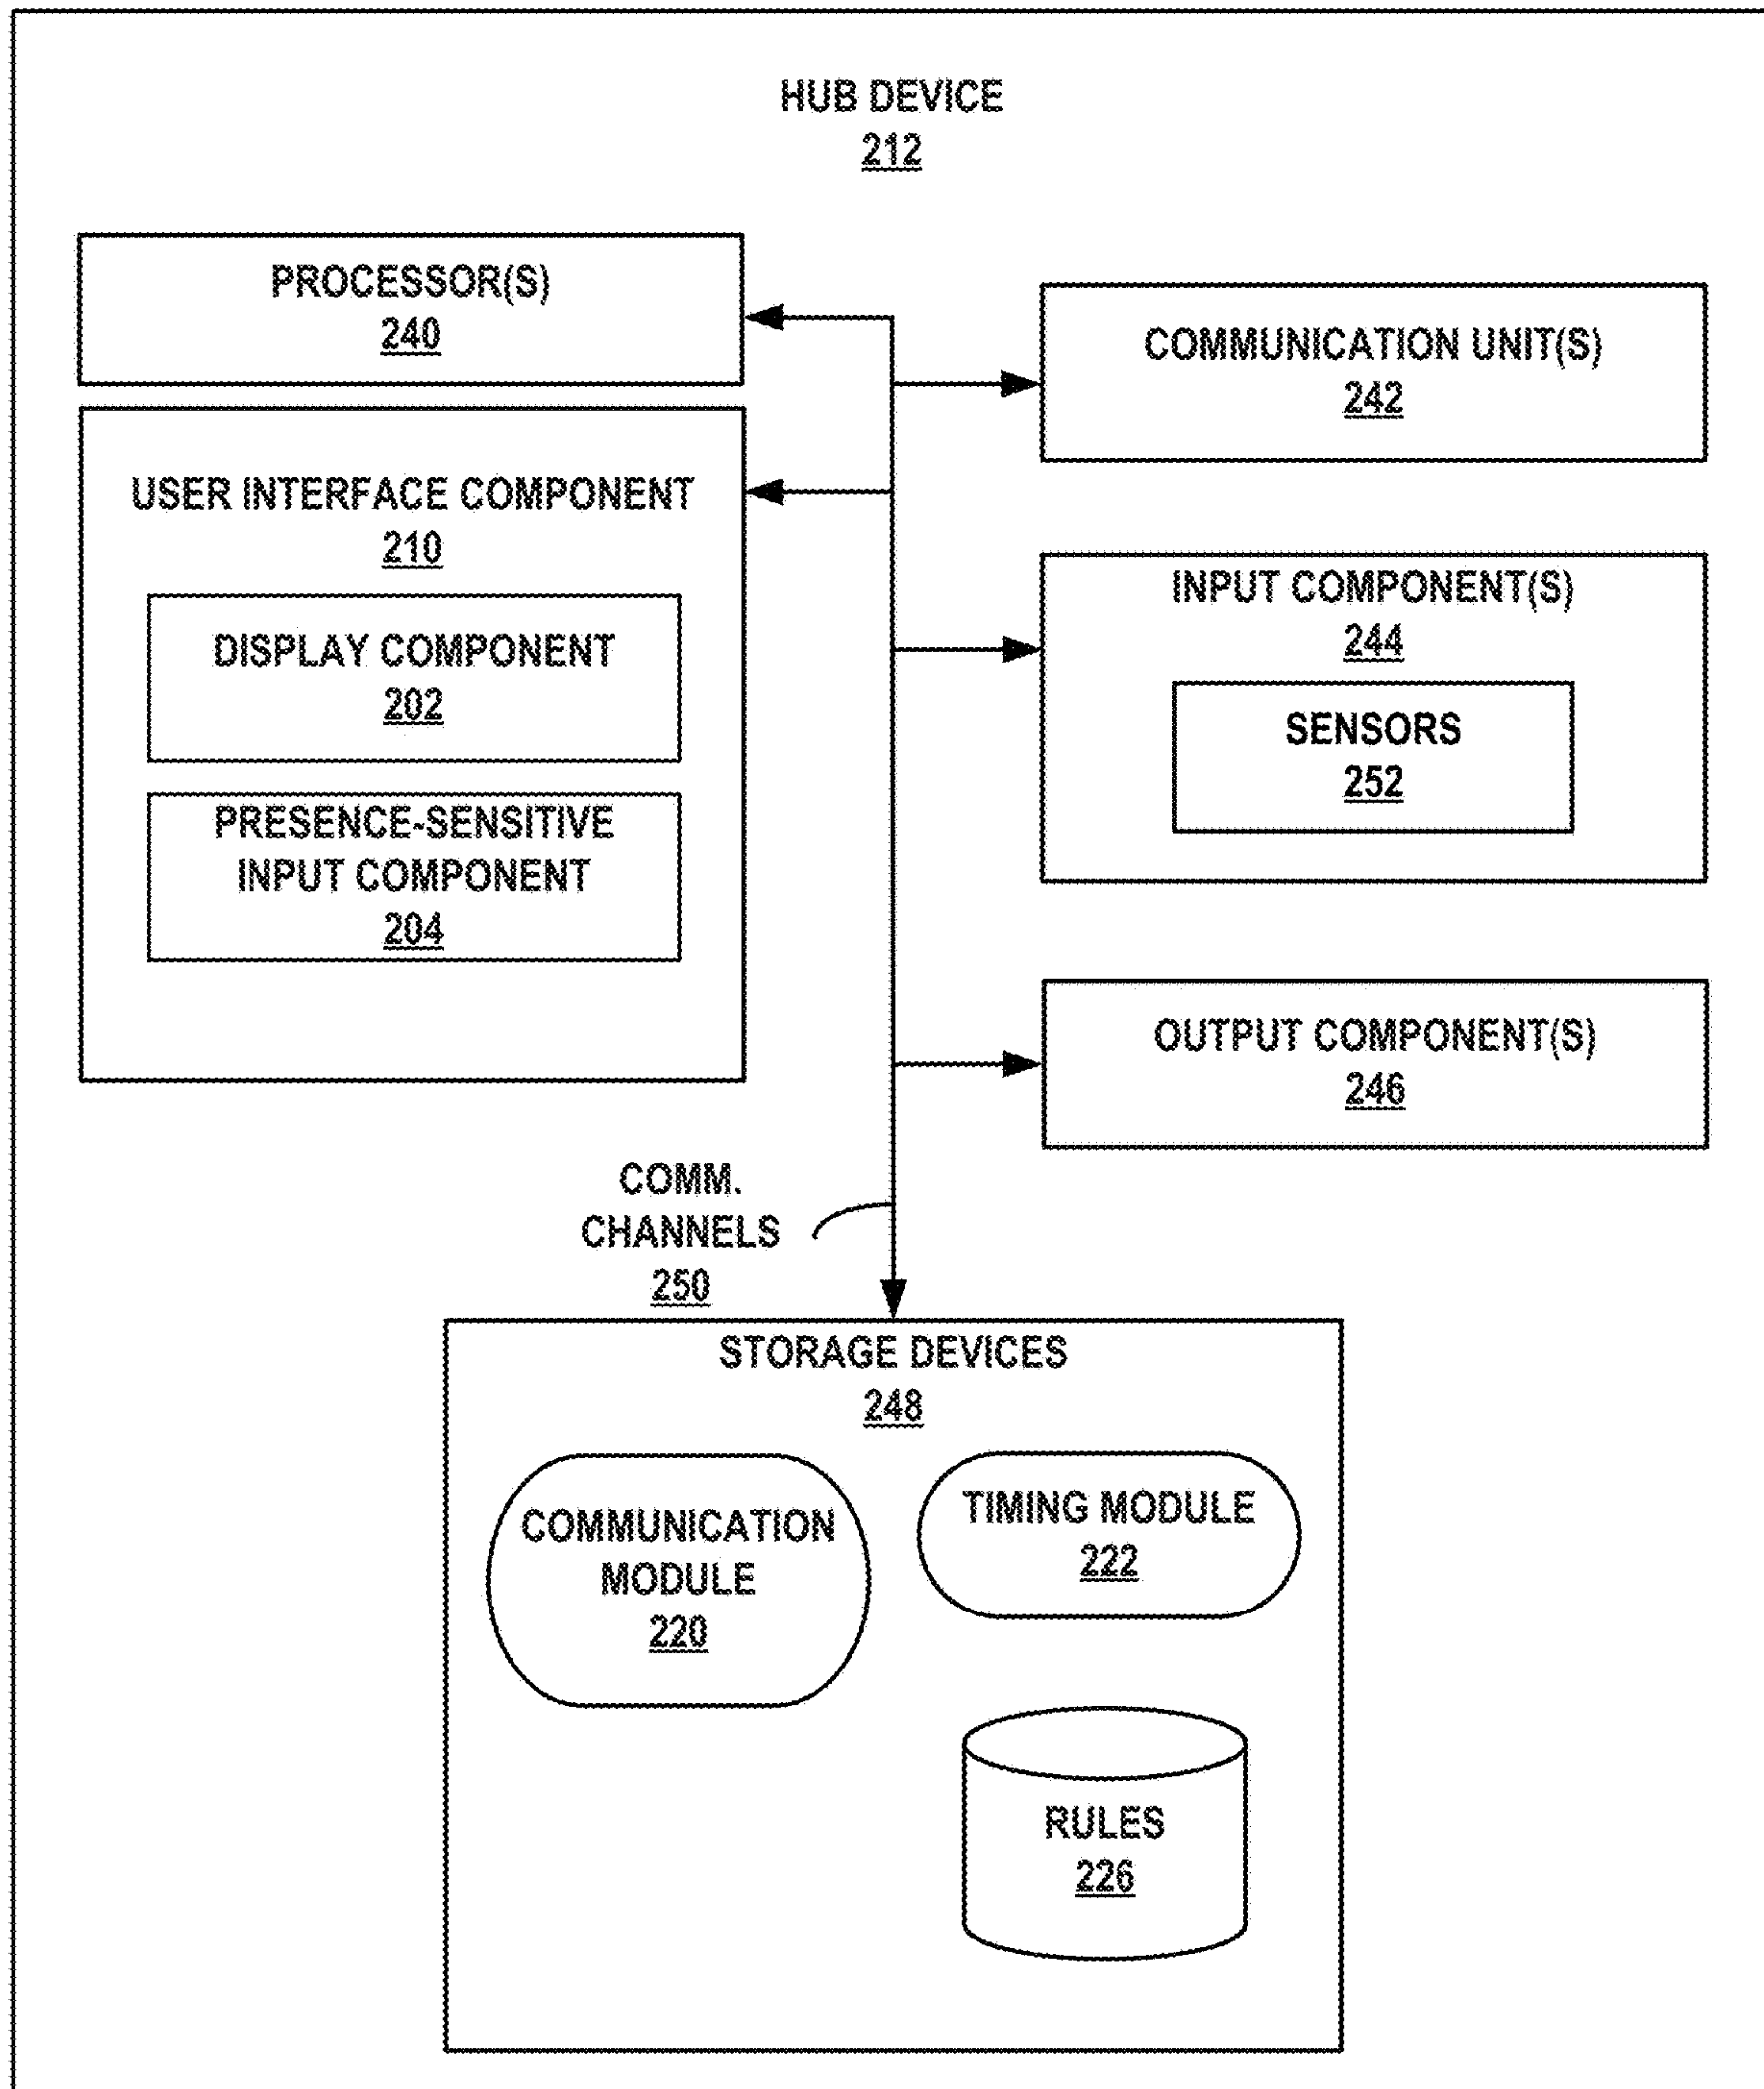 HUB DEVICE
212
PROCESSOR(S)
240
COMMUNICATION UNIT(S)
242
USER INTERFACE COMPONENT
210
DISPLAY COMPONENT
202
PRESENCE-SENSITIVE
INPUT COMPONENT
204
INPUT COMPONENT(S)
244
SENSORS
252
OUTPUT COMPONENT(S)
246
COMM.
CHANNELS
250
STORAGE DEVICES
248
COMMUNICATION
MODULE
220
TIMING MODULE
222
RULES
226